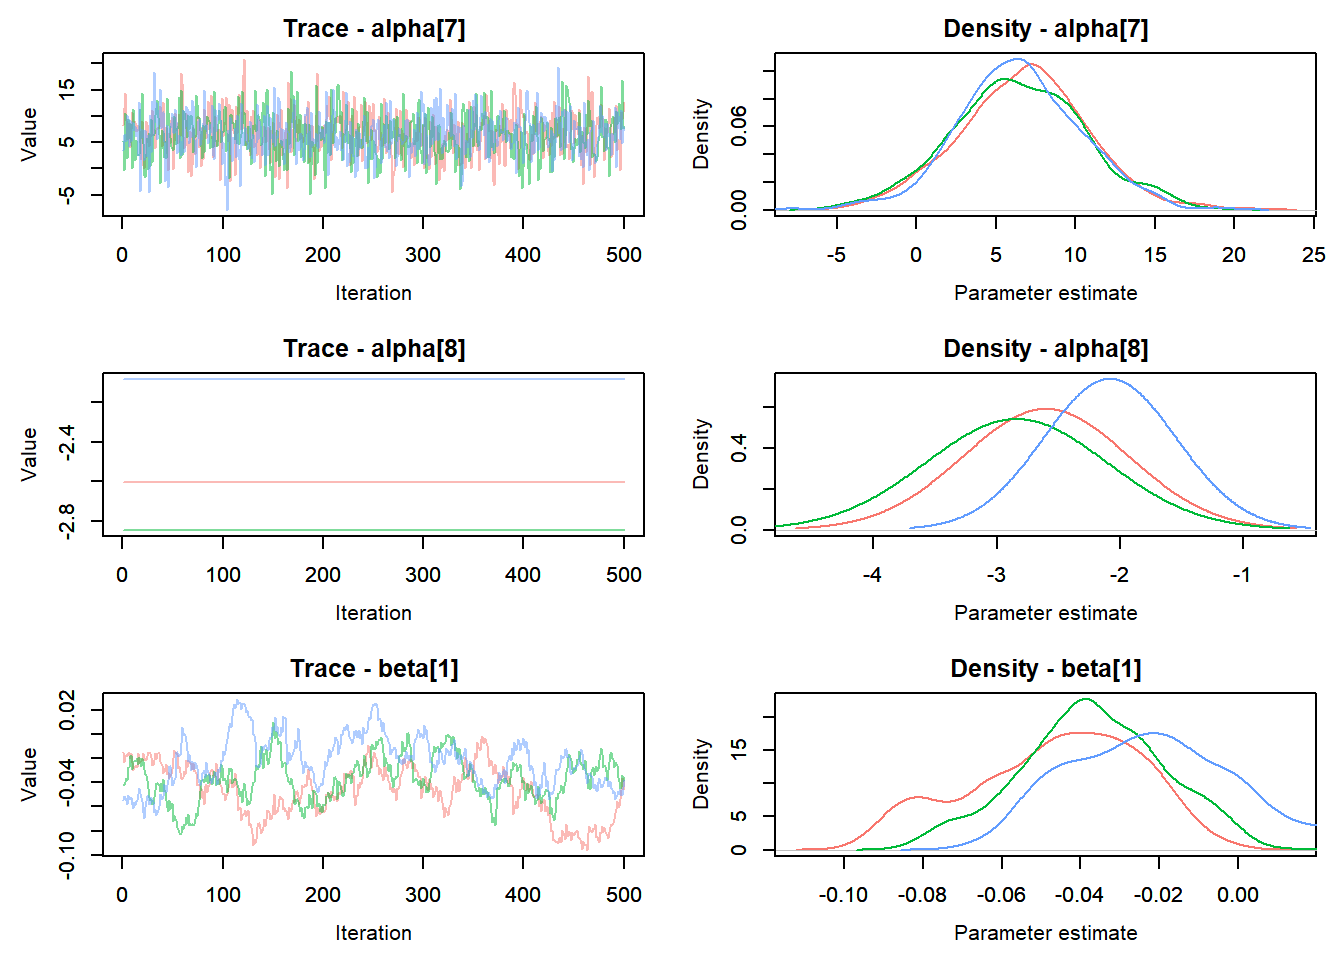 Trace - alpha[7]
Value
-5 5 15
0 100 200 300 400 500
Iteration
Density - alpha[7]
Density
0.00 0.06
-5 0 5 10 15 20 25
Parameter estimate
Trace - alpha[8]
Value
-2.8 -2.4
0 100 200 300 400 500
Iteration
Density - alpha[8]
Density
0.0 0.4
-4 -3 -2 -1
Parameter estimate
Trace - beta[1]
Value
-0.10 -0.04 0.02
0 100 200 300 400 500
Iteration
Density - beta[1]
Density
0 5 15
-0.10 -0.08 -0.06 -0.04 -0.02 0.00
Parameter estimate